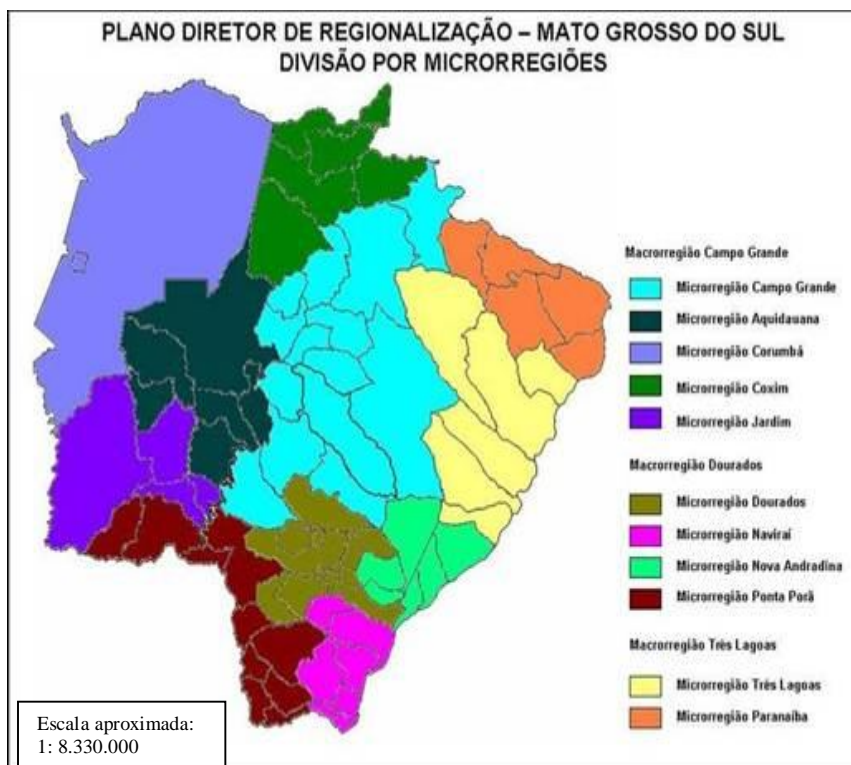 PLANO DIRETOR DE REGIONALIZAÇÃO – MATO GROSSO DO SUL
DIVISÃO POR MICRORREGIÕES
Macrorregião Campo Grande
Microrregião Campo Grande
Microrregião Aquidauana
Microrregião Corumbá
Microrregião Coxim
Microrregião Jardim
Macrorregião Dourados
Microrregião Dourados
Microrregião Naviraí
Microrregião Nova Andradina
Microrregião Ponta Porã
Macrorregião Três Lagoas
Microrregião Três Lagoas
Microrregião Paranaíba
Escala aproximada:
1: 8.330.000